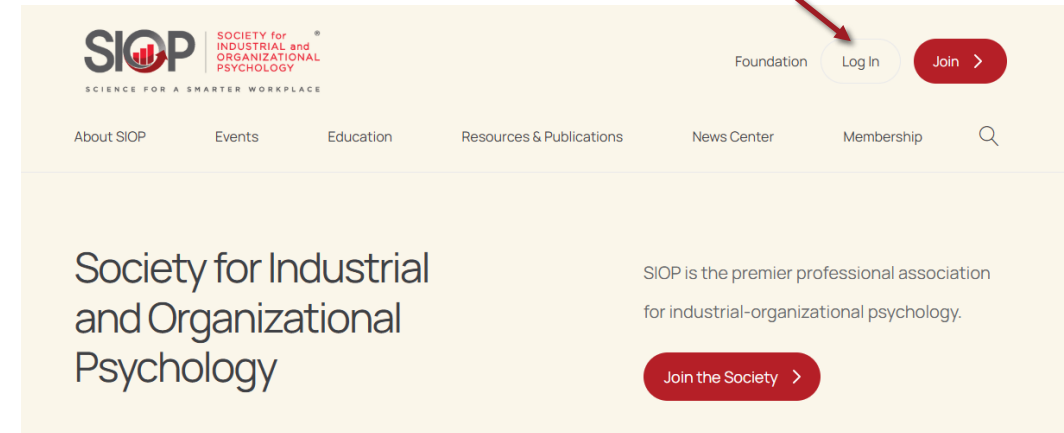 SIOP
SOCIETY for
INDUSTRIAL and
ORGANIZATIONAL
PSYCHOLOGY
®
SCIENCE FOR A SMARTER WORKPLACE
Foundation
Log In
Join
About SIOP
Events
Education
Resources & Publications
News Center
Membership
Society for Industrial
and Organizational
Psychology
SIOP is the premier professional association
for industrial-organizational psychology.
Join the Society